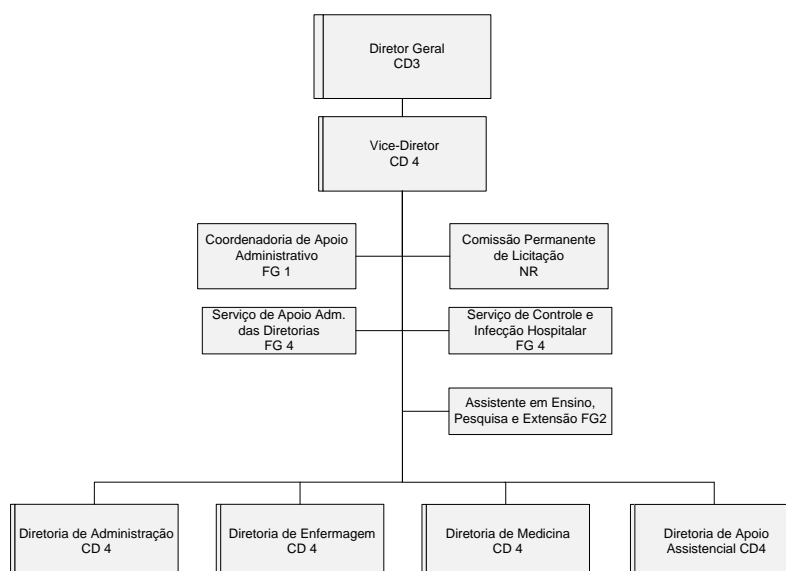 Diretor Geral
CD3
Vice-Diretor
CD 4
Coordenadoria de Apoio
Administrativo
FG 1
Comissão Permanente
de Licitação
NR
Serviço de Apoio Adm.
das Diretorias
FG 4
Serviço de Controle e
Infecção Hospitalar
FG 4
Assistente em Ensino,
Pesquisa e Extensão FG2
Diretoria de Administração
CD 4
Diretoria de Enfermagem
CD 4
Diretoria de Medicina
CD 4
Diretoria de Apoio
Assistencial CD4